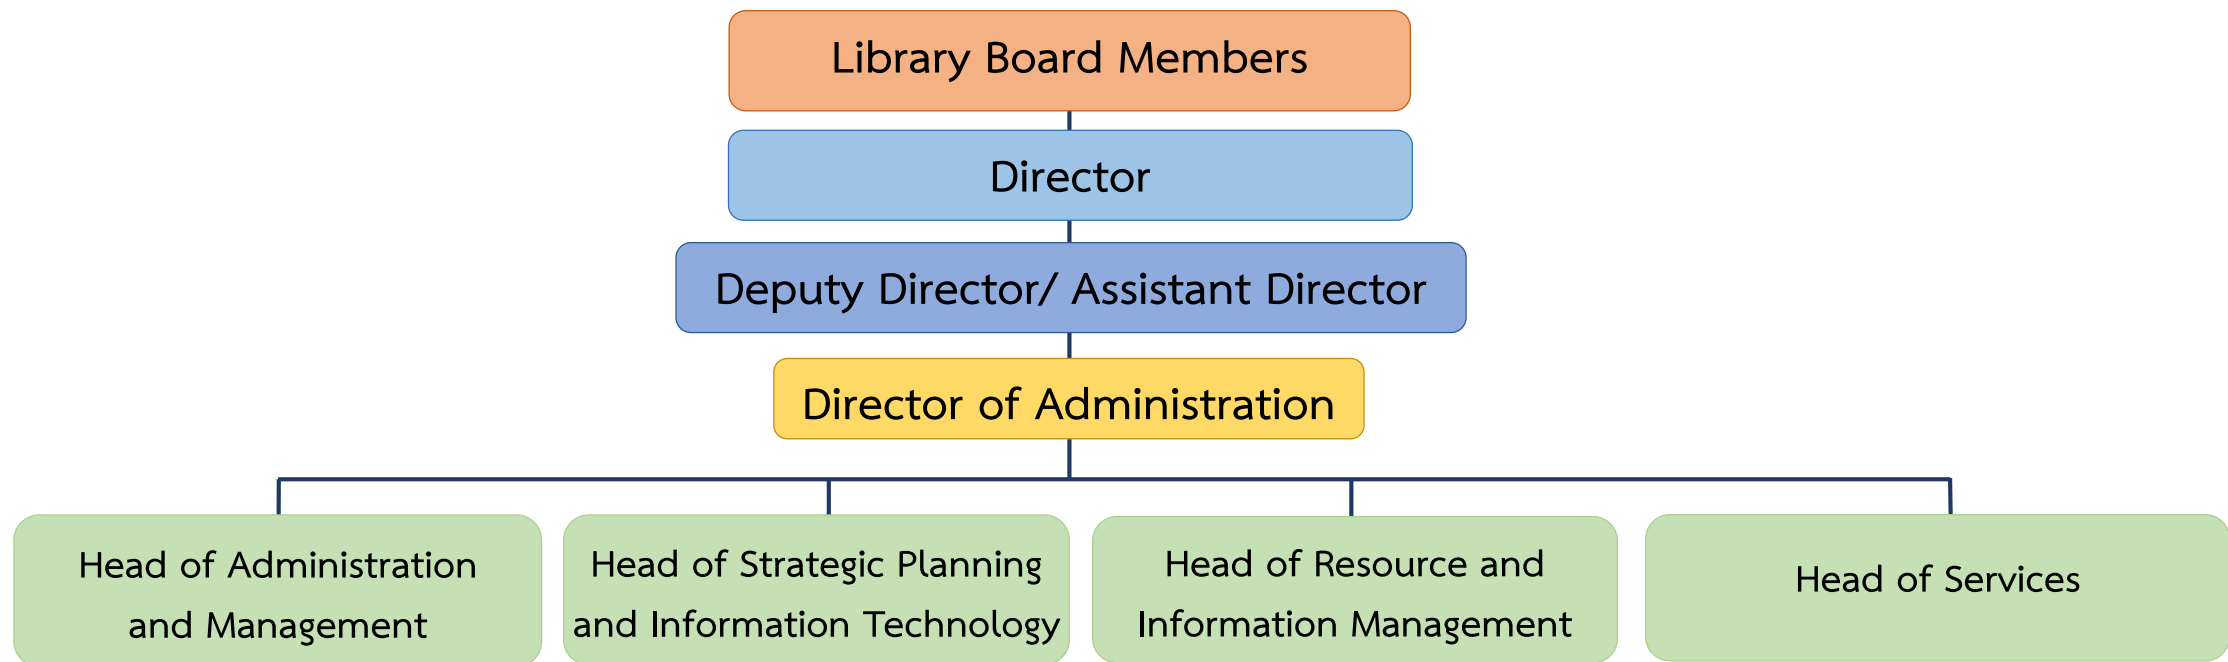 Library Board Members
Director
Deputy Director/ Assistant Director
Director of Administration
Head of Administration
and Management
Head of Strategic Planning
and Information Technology
Head of Resource and
Information Management
Head of Services